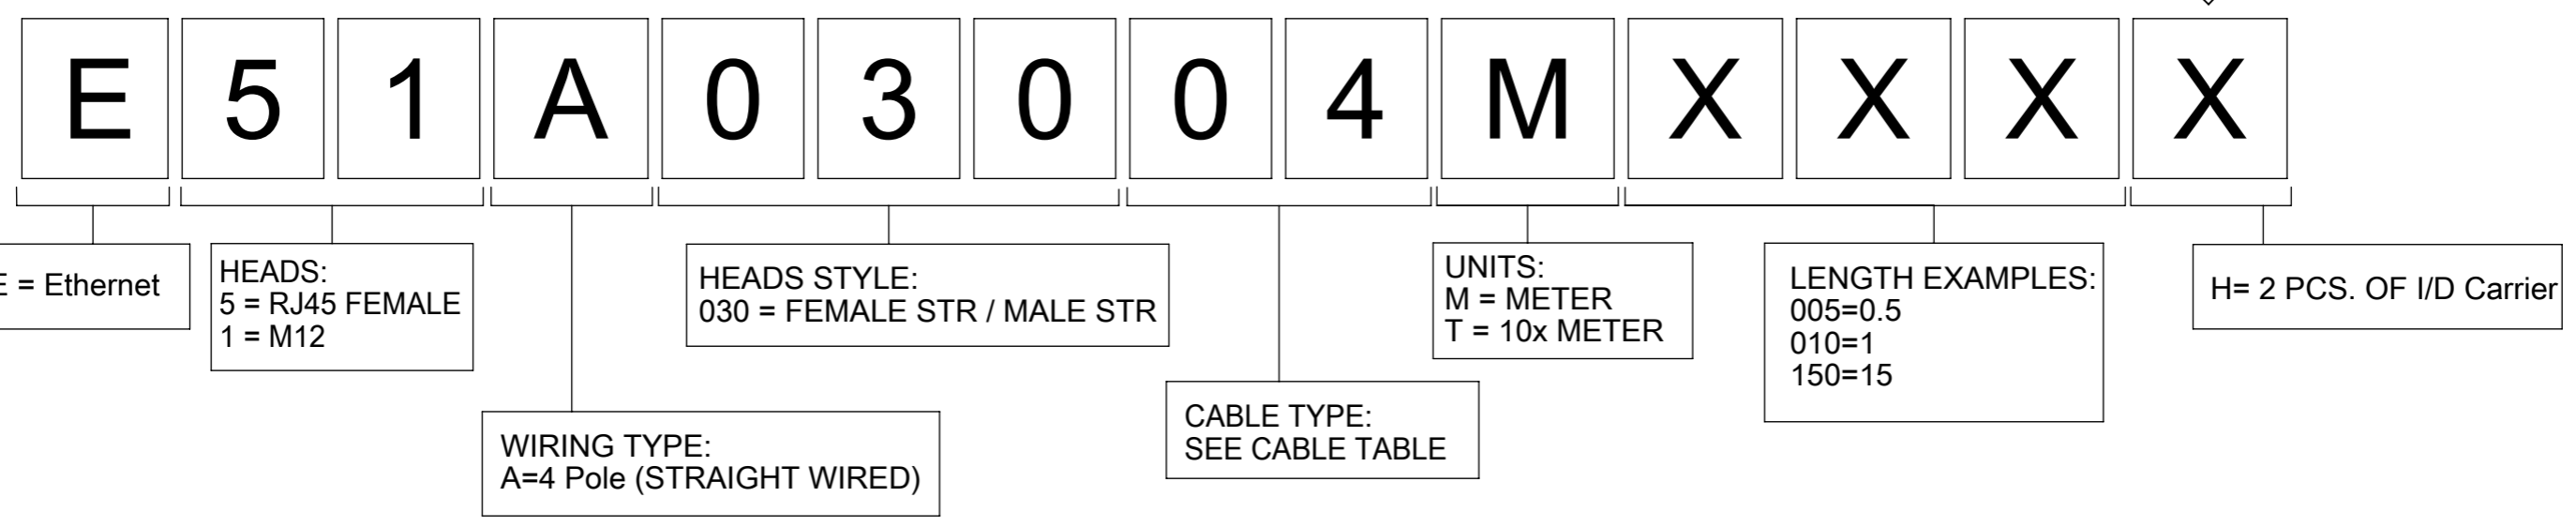 E 5 1 A 0 3 0 0 4 M X X X X
E = Ethernet
HEADS:
5 = RJ45 FEMALE
1 = M12
WIRING TYPE:
A=4 Pole (STRAIGHT WIRED)
HEADS STYLE:
030 = FEMALE STR / MALE STR
CABLE TYPE:
SEE CABLE TABLE
UNITS:
M = METER
T = 10x METER
LENGTH EXAMPLES:
005=0.5
010=1
150=15
H= 2 PCS. OF I/D Carrier